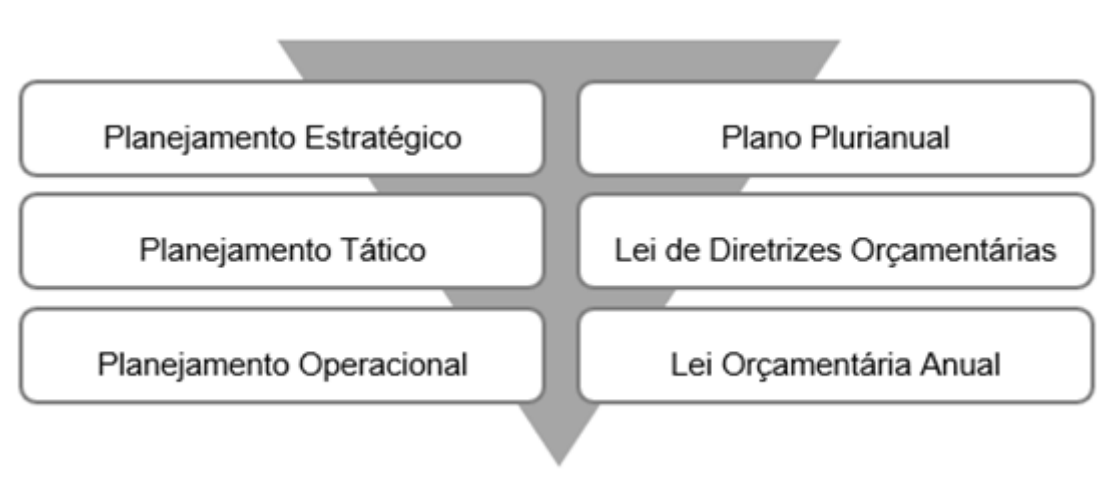 Planejamento Estratégico
Plano Plurianual
Planejamento Tático
Lei de Diretrizes Orçamentárias
Planejamento Operacional
Lei Orçamentária Anual